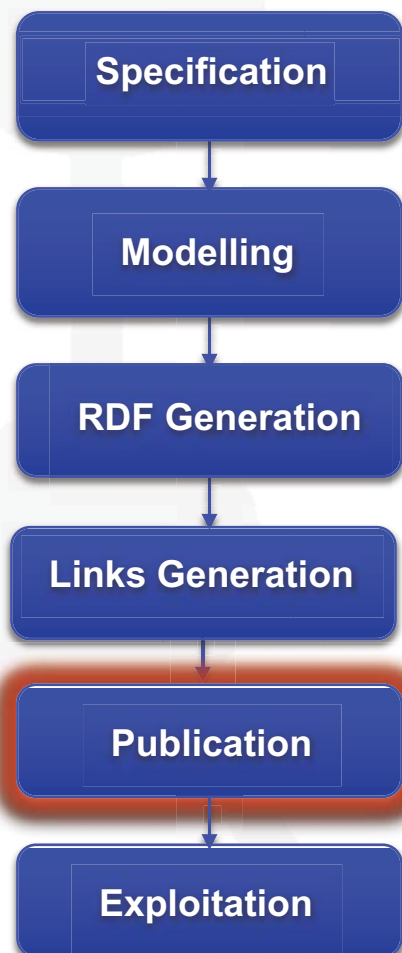 Specification
Modelling
RDF Generation
Links Generation
Publication
Exploitation